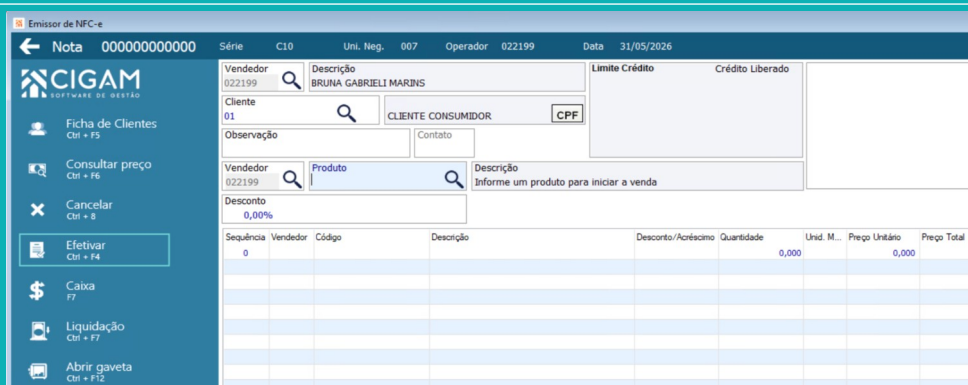 Emissor de NFC-e
Nota 000000000000 Série C10 Uni. Neg. 007 Operador 022199 Data 31/05/2026
CIGAM
SOFTWARE DE GESTÃO
Ficha de Clientes
Ctrl + F5
Consultar preço
Ctrl + F6
Cancelar
Ctrl + 8
Efetivar
Ctrl + F4
Caixa
F7
Liquidação
Ctrl + F7
Abrir gaveta
Ctrl + F12
Vendedor Descrição Limite Crédito Crédito Liberado
022199 BRUNA GABRIELI MARINS
Cliente
01 CLIENTE CONSUMIDOR CPF
Observação Contato
Vendedor Produto Descrição
022199 Informe um produto para iniciar a venda
Desconto
0,00%
Sequência Vendedor Código Descrição Desconto/Acréscimo Quantidade Unid. M... Preço Unitário Preço Total
0 0,000 0,000